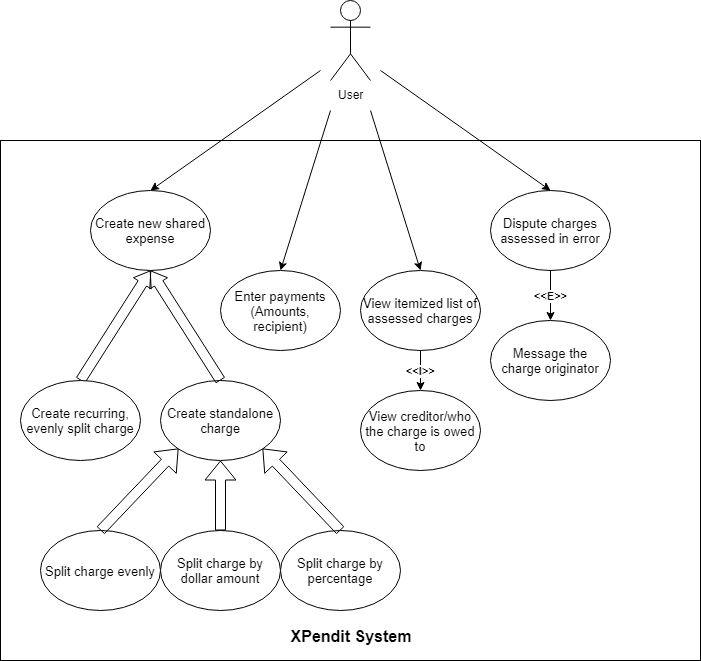 User
Create new shared
expense
Dispute charges
assessed in error
Enter payments
(Amounts,
recipient)
View itemized list of
assessed charges
<<E>>
Message the
charge originator
<<I>>
Create recurring,
evenly split charge
Create standalone
charge
View creditor/who
the charge is owed
to
Split charge evenly
Split charge by
dollar amount
Split charge by
percentage
XPendit System